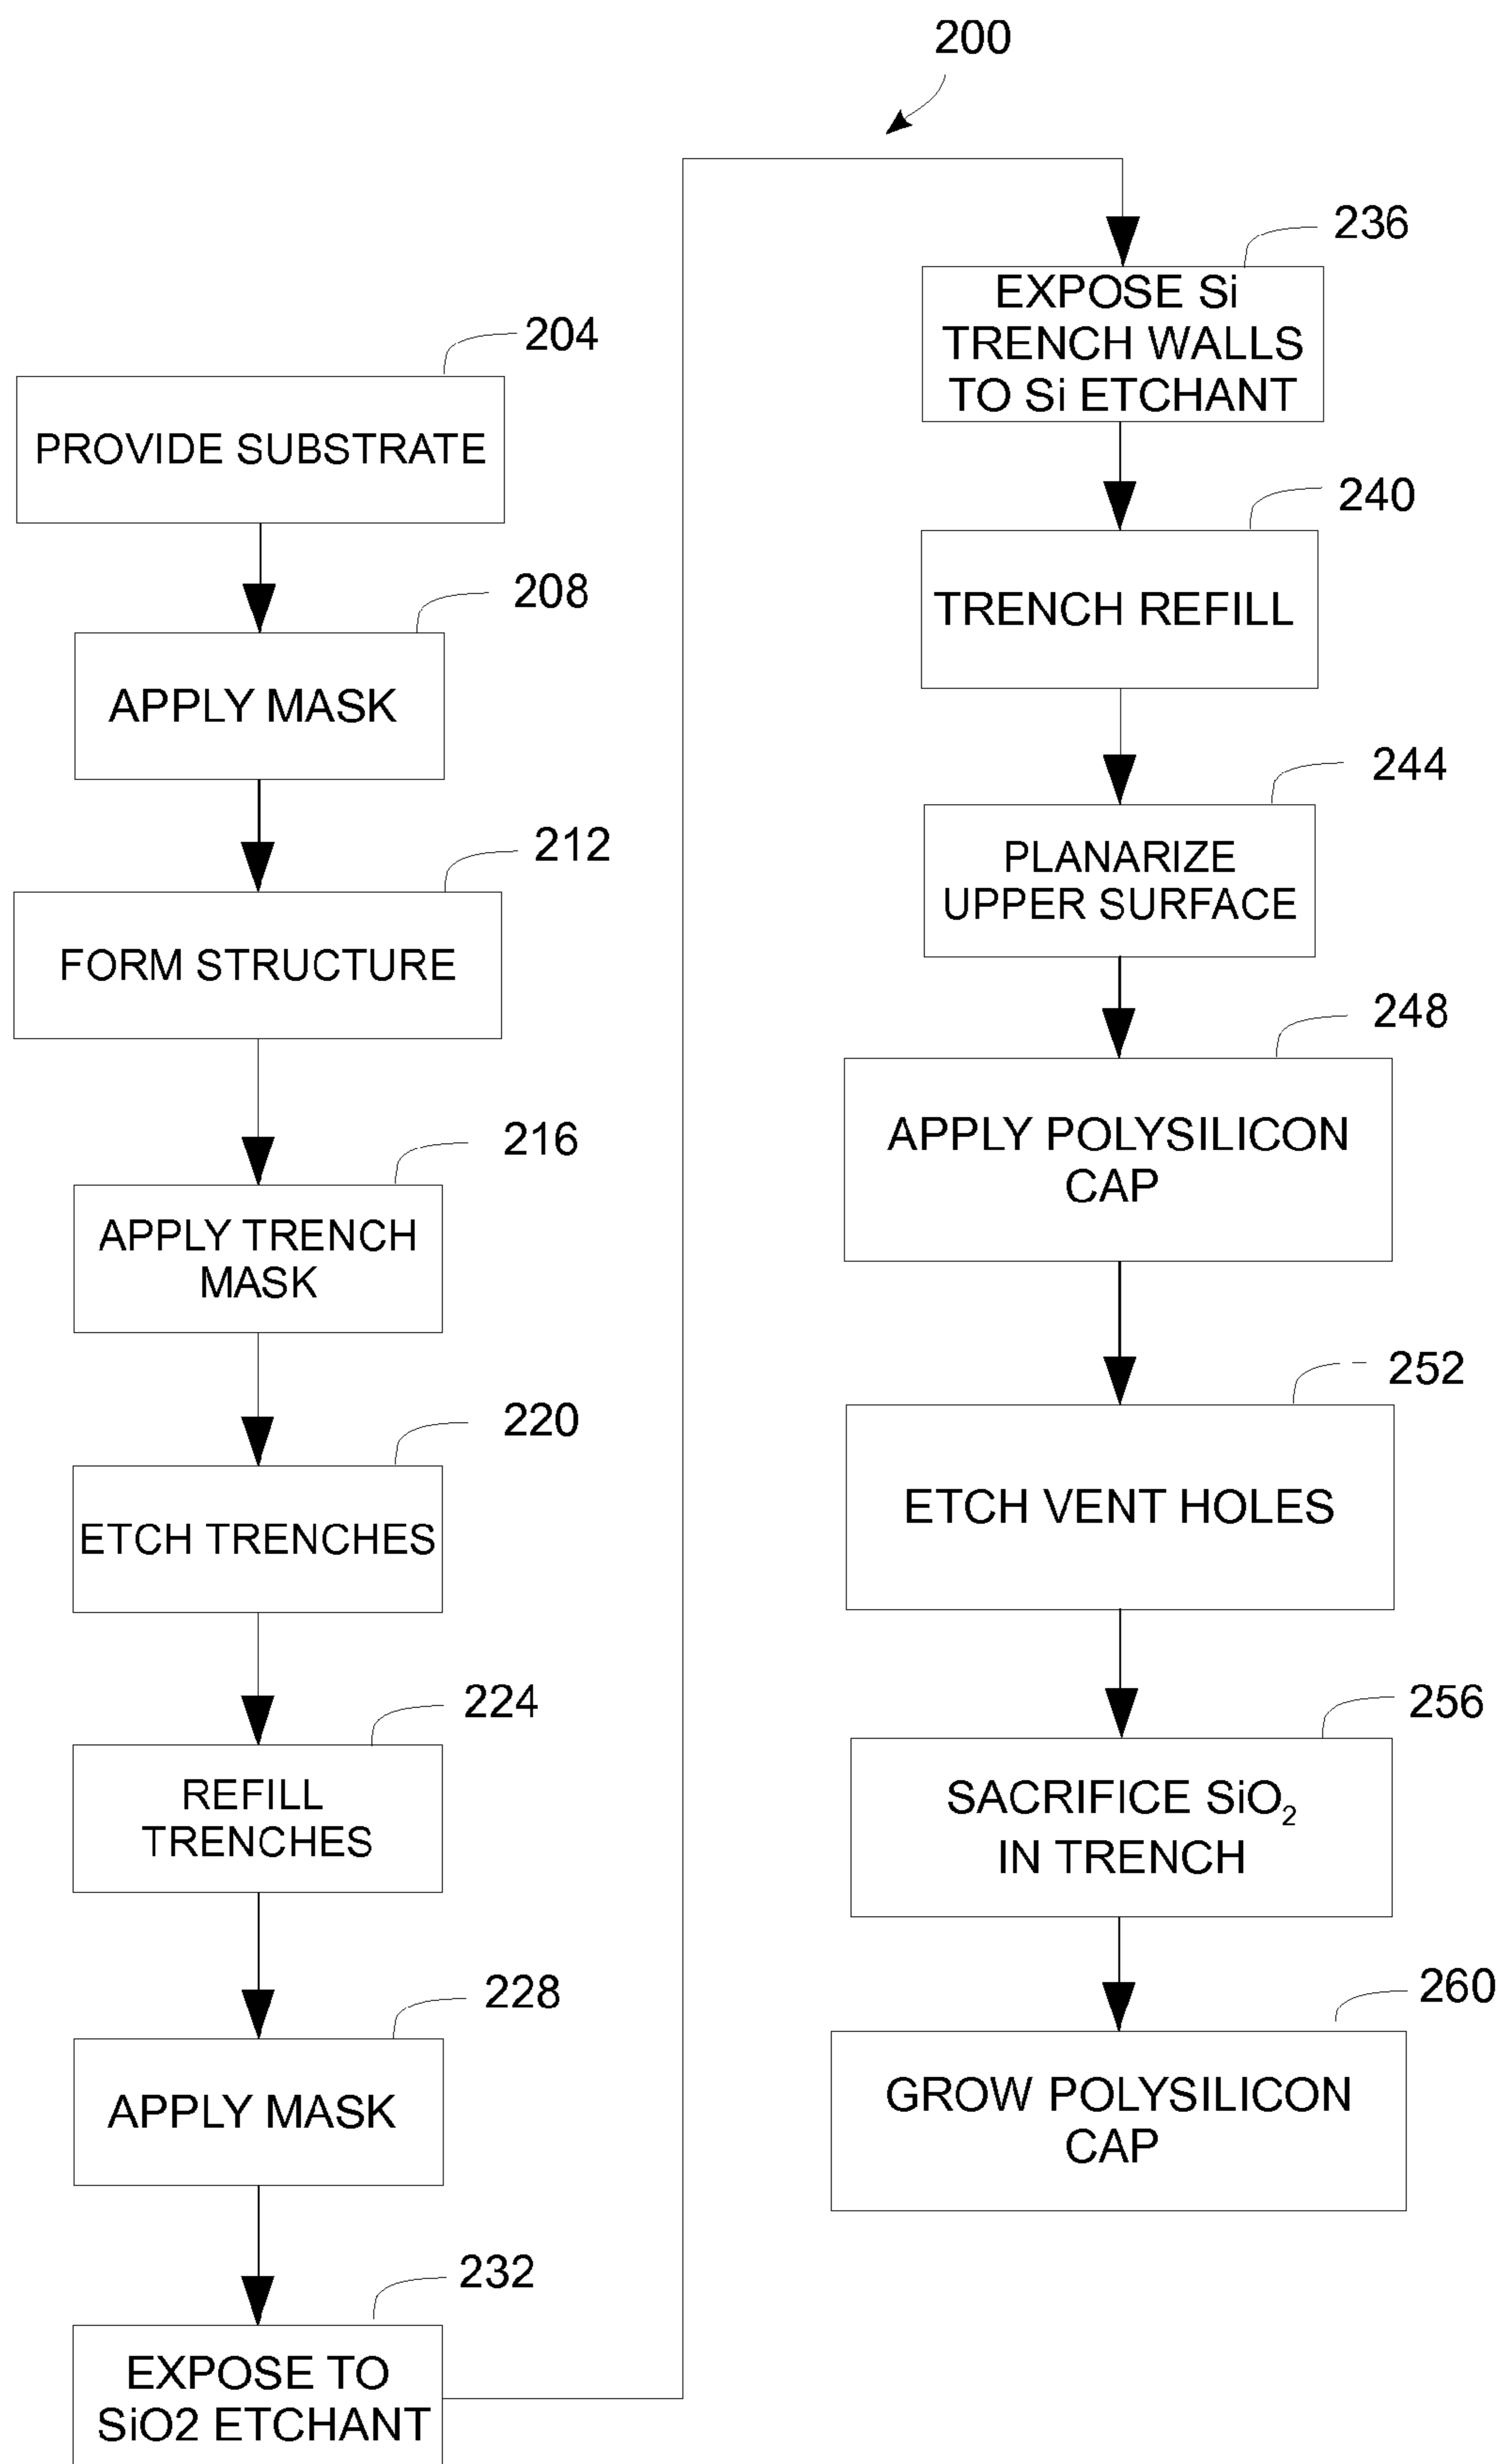 200
204
PROVIDE SUBSTRATE
208
APPLY MASK
212
FORM STRUCTURE
216
APPLY TRENCH
MASK
220
ETCH TRENCHES
224
REFILL
TRENCHES
228
APPLY MASK
232
EXPOSE TO
SiO2 ETCHANT
236
EXPOSE Si
TRENCH WALLS
TO Si ETCHANT
240
TRENCH REFILL
244
PLANARIZE
UPPER SURFACE
248
APPLY POLYSILICON
CAP
252
ETCH VENT HOLES
256
SACRIFICE SiO₂
IN TRENCH
260
GROW POLYSILICON
CAP